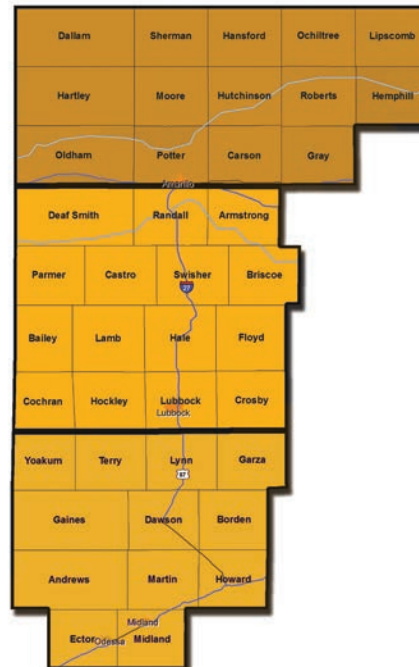 Dallam Sherman Hansford Ochiltree Lipscomb
Hartley Moore Hutchinson Roberts Hemphill
Oldham Potter Carson Gray
Amarillo
Deaf Smith Randall Armstrong
Parmer Castro Swisher Briscoe
27
Bailey Lamb Hale Floyd
Cochran Hockley Lubbock Crosby
Lubbock
Yoakum Terry Lynn Garza
87
Gaines Dawson Borden
Andrews Martin Howard
Midland
Ector Midland
Odessa